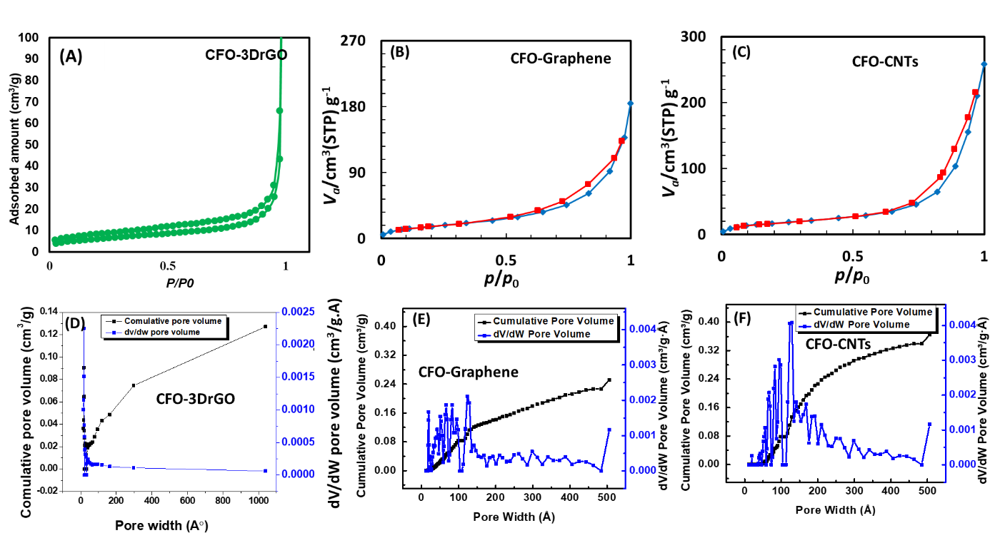 (A)
CFO-3DrGO
Adsorbed amount (cm³/g)
100
90
80
70
60
50
40
30
20
10
0
0
0.5
1
P/P0
(B)
CFO-Graphene
Va/cm³(STP) g⁻¹
270
180
90
0
0
0.5
1
p/p₀
(C)
CFO-CNTs
Va/cm³(STP) g⁻¹
300
200
100
0
0
0.5
1
p/p₀
(D)
Comulative pore volume
dv/dw pore volume
CFO-3DrGO
Comulative pore volume (cm³/g)
0.14
0.12
0.10
0.08
0.06
0.04
0.02
0.00
-0.02
0.0025
0.0020
0.0015
0.0010
0.0005
0.0000
dV/dW pore volume (cm³/g.A)
0
200
400
600
800
1000
Pore width (A°)
(E)
Cumulative Pore Volume
dV/dW Pore Volume
CFO-Graphene
Cumulative Pore Volume (cm³/g)
0.40
0.32
0.24
0.16
0.08
0.00
0.004
0.003
0.002
0.001
0.000
dV/dW Pore Volume (cm³/g·Å)
0
100
200
300
400
500
Pore Width (Å)
(F)
Cumulative Pore Volume
dV/dW Pore Volume
CFO-CNTs
Cumulative Pore Volume (cm³/g)
0.40
0.32
0.24
0.16
0.08
0.00
0.004
0.003
0.002
0.001
0.000
dV/dW Pore Volume (cm³/g·Å)
0
100
200
300
400
500
Pore Width (Å)